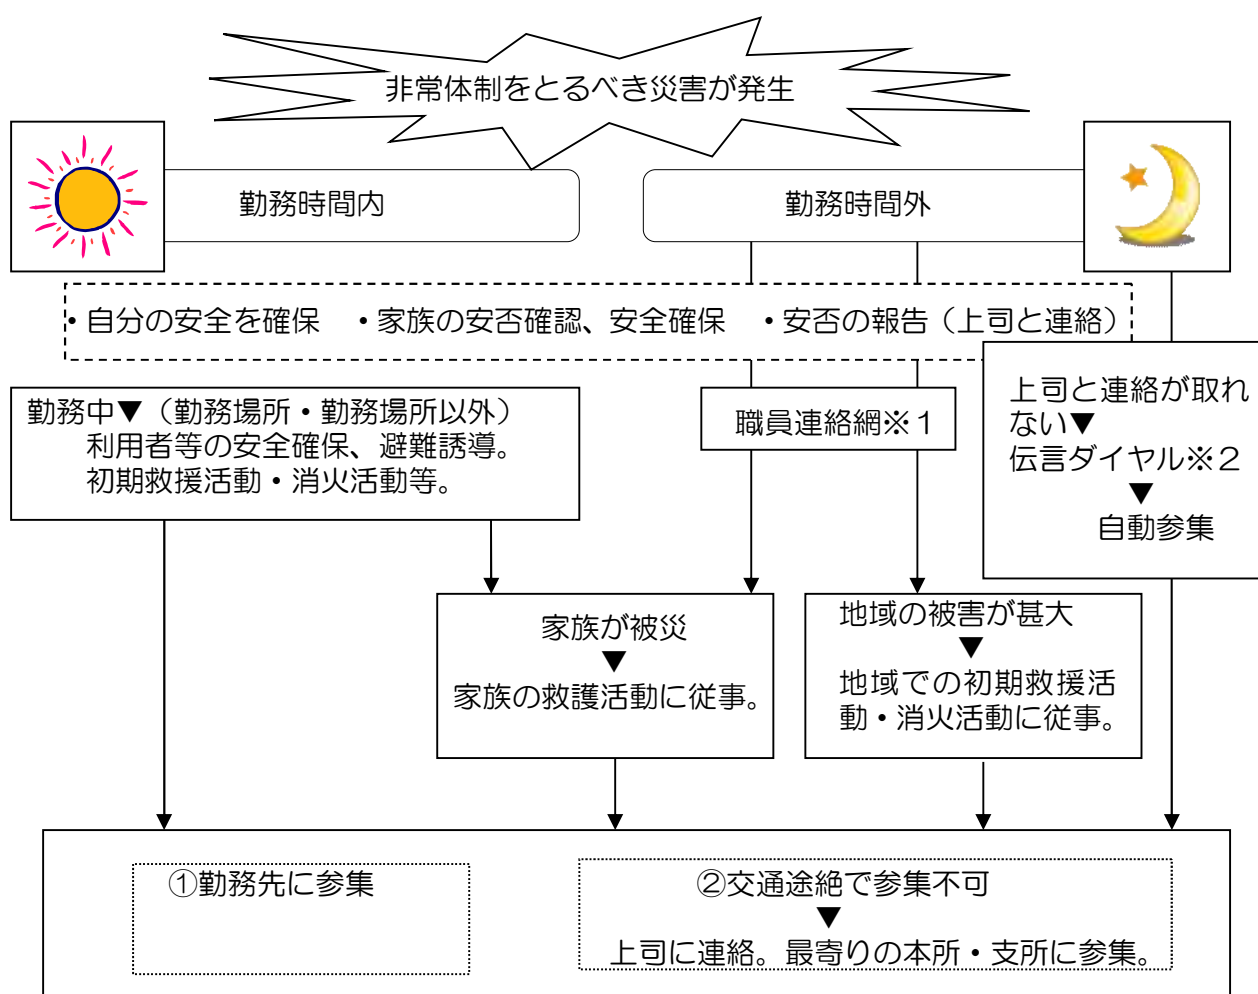 非常体制をとるべき災害が発生
勤務時間内
勤務時間外
・自分の安全を確保　・家族の安否確認、安全確保　・安否の報告（上司と連絡）
勤務中▼（勤務場所・勤務場所以外）
利用者等の安全確保、避難誘導。
初期救援活動・消火活動等。
職員連絡網※１
上司と連絡が取れ
ない▼
伝言ダイヤル※２
▼
自動参集
家族が被災
▼
家族の救護活動に従事。
地域の被害が甚大
▼
地域での初期救援活
動・消火活動に従事。
①勤務先に参集
②交通途絶で参集不可
▼
上司に連絡。最寄りの本所・支所に参集。